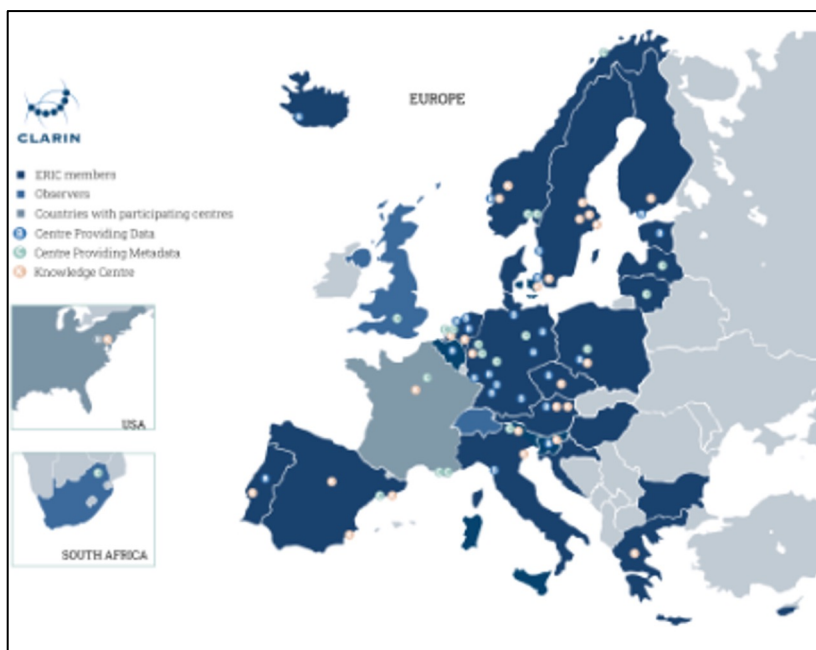 EUROPE
CLARIN
ERIC members
Observers
Countries with participating centres
Centre Providing Data
Centre Providing Metadata
Knowledge Centre
USA
SOUTH AFRICA